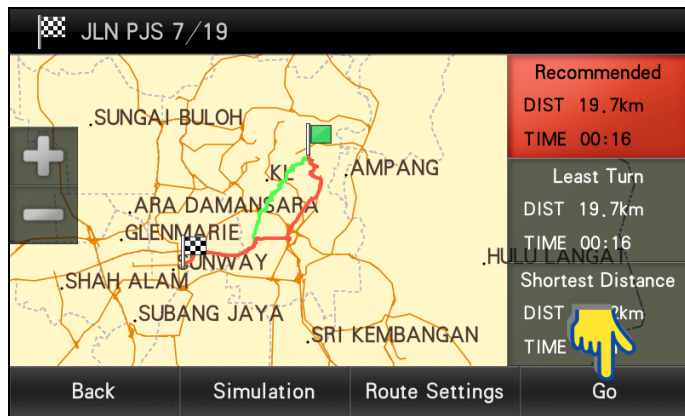 JLN PJS 7/19
Recommended
DIST 19.7km
TIME 00:16
Least Turn
DIST 19.7km
TIME 00:16
Shortest Distance
DIST
TIME
.SUNGAI BULOH
.KL
.AMPANG
.ARA DAMANSARA
.GLENMARIE
.SUNWAY
.HULU LANGAT
.SHAH ALAM
.SUBANG JAYA
.SRI KEMBANGAN
Back
Simulation
Route Settings
Go